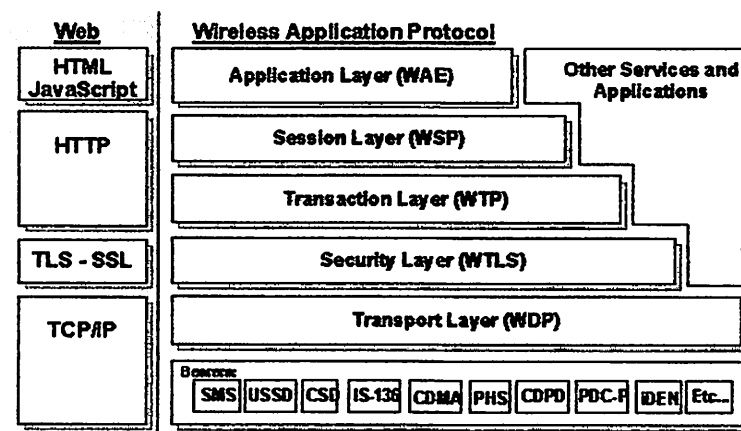 Web
HTML
JavaScript
HTTP
TLS - SSL
TCP/IP
Wireless Application Protocol
Application Layer (WAE)
Session Layer (WSP)
Transaction Layer (WTP)
Security Layer (WTLS)
Transport Layer (WDP)
Other Services and
Applications
Bearers:
SMS USSD CSD IS-136 CDMA PHS CDPD PDC-P iDEN Etc...